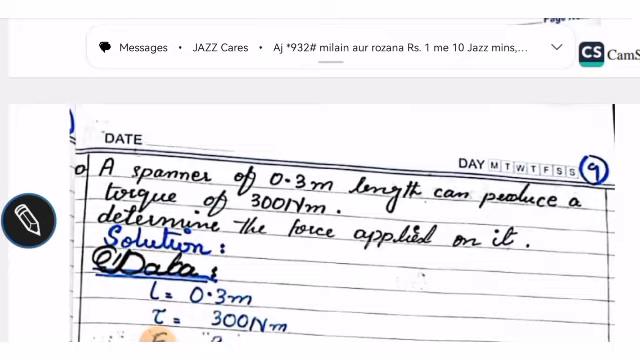 Messages • JAZZ Cares • Aj *932# milain aur rozana Rs. 1 me 10 Jazz mins,...
CS CamS
DATE
DAY M T W T F S S 9
A spanner of 0.3m length can produce a
torque of 300Nm.
determine the force applied on it.
Solution:
Data:
l = 0.3m
τ = 300Nm